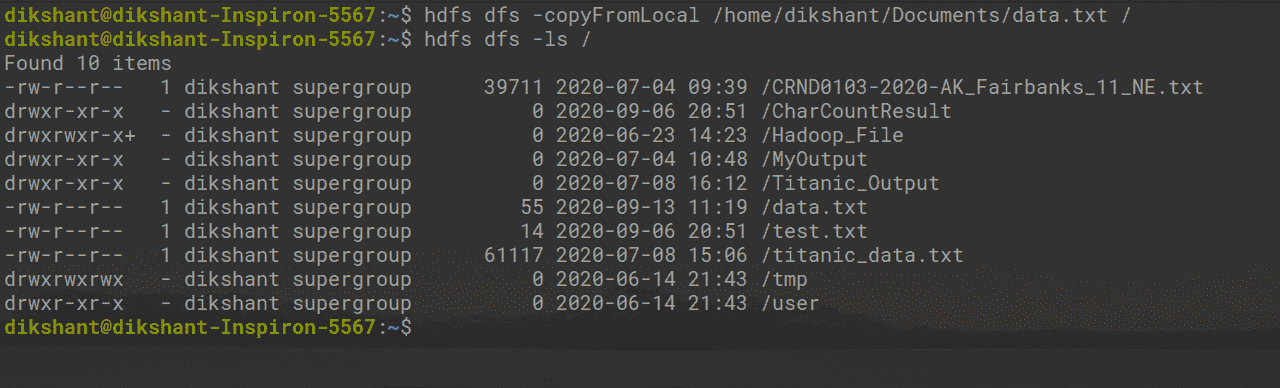 dikshant@dikshant-Inspiron-5567:~$ hdfs dfs -copyFromLocal /home/dikshant/Documents/data.txt /
dikshant@dikshant-Inspiron-5567:~$ hdfs dfs -ls /
Found 10 items
-rw-r--r--   1 dikshant supergroup      39711 2020-07-04 09:39 /CRND0103-2020-AK_Fairbanks_11_NE.txt
drwxr-xr-x   - dikshant supergroup          0 2020-09-06 20:51 /CharCountResult
drwxrwxr-x+  - dikshant supergroup          0 2020-06-23 14:23 /Hadoop_File
drwxr-xr-x   - dikshant supergroup          0 2020-07-04 10:48 /MyOutput
drwxr-xr-x   - dikshant supergroup          0 2020-07-08 16:12 /Titanic_Output
-rw-r--r--   1 dikshant supergroup         55 2020-09-13 11:19 /data.txt
-rw-r--r--   1 dikshant supergroup         14 2020-09-06 20:51 /test.txt
-rw-r--r--   1 dikshant supergroup      61117 2020-07-08 15:06 /titanic_data.txt
drwxrwxrwx   - dikshant supergroup          0 2020-06-14 21:43 /tmp
drwxr-xr-x   - dikshant supergroup          0 2020-06-14 21:43 /user
dikshant@dikshant-Inspiron-5567:~$